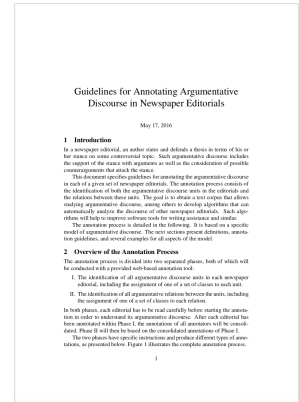 Guidelines for Annotating Argumentative
Discourse in Newspaper Editorials
May 17, 2016
1 Introduction
In a newspaper editorial, an author states and defends a thesis in terms of his or
her stance on some controversial topic. Such argumentative discourse includes
the support of the stance with arguments as well as the consideration of possible
counterarguments that attack the stance.
This document specifies guidelines for annotating the argumentative discourse
in each of a given set of newspaper editorials. The annotation process consists of
the identification of both the argumentative discourse units in the editorials and
the relations between these units. The goal is to obtain a text corpus that allows
studying argumentative discourse, among others to develop algorithms that can
automatically analyze the discourse of other newspaper editorials. Such algo-
rithms will help to improve software tools for writing assistance and similar.
The annotation process is detailed in the following. It is based on a specific
model of argumentative discourse. The next sections present definitions, annota-
tion guidelines, and several examples for all aspects of the model.
2 Overview of the Annotation Process
The annotation process is divided into two separated phases, both of which will
be conducted with a provided web-based annotation tool:
I. The identification of all argumentative discourse units in each newspaper
editorial, including the assignment of one of a set of classes to each unit.
II. The identification of all argumentative relations between the units, including
the assignment of one of a set of classes to each relation.
In both phases, each editorial has to be read carefully before starting the annota-
tion in order to understand its argumentative discourse. After each editorial has
been annotated within Phase I, the annotations of all annotators will be consoli-
dated. Phase II will then be based on the consolidated annotations of Phase I.
The two phases have specific instructions and produce different types of anno-
tations, as presented below. Figure 1 illustrates the complete annotation process.
1